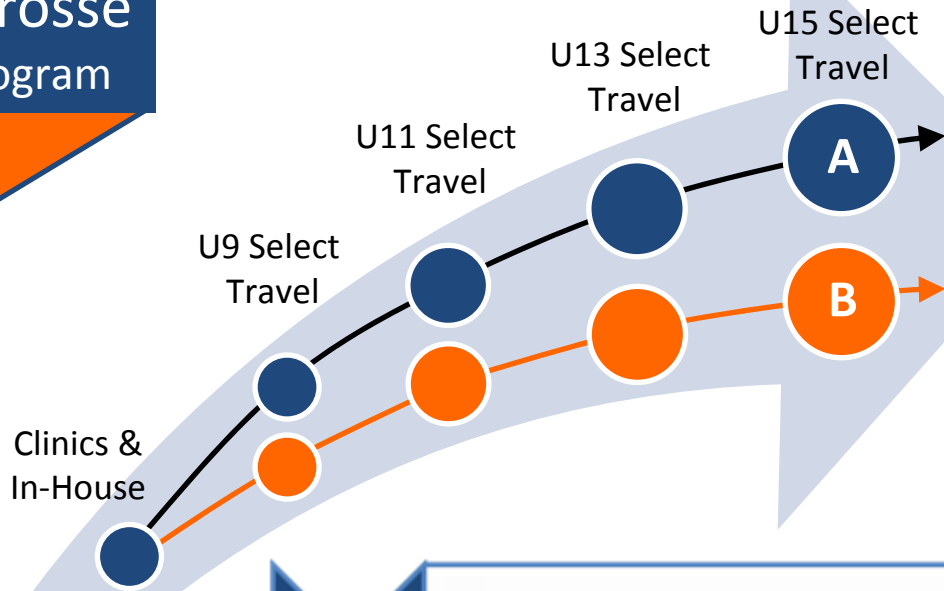 rosse
ogram
U15 Select
Travel
U13 Select
Travel
U11 Select
Travel
U9 Select
Travel
Clinics &
In-House
A
B